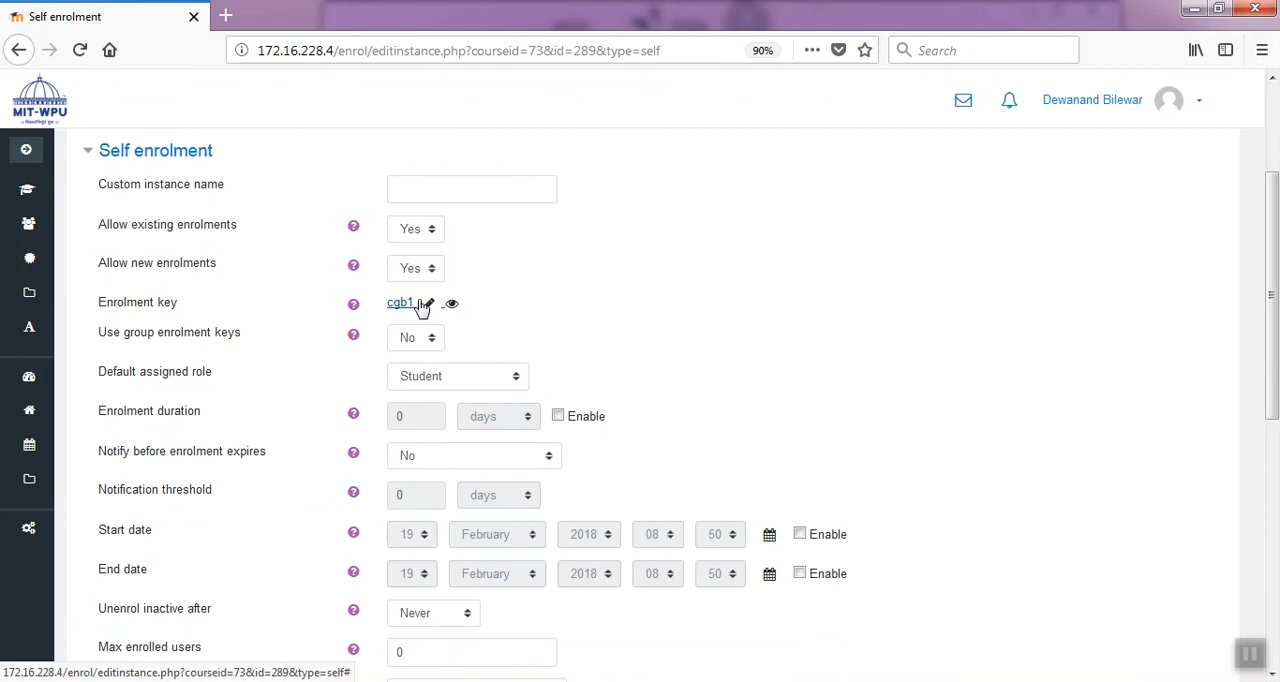 Self enrolment
172.16.228.4/enrol/editinstance.php?courseid=73&id=289&type=self
90%
Search
MIT-WPU
Dewanand Bilewar
Self enrolment
Custom instance name
Allow existing enrolments ? Yes
Allow new enrolments ? Yes
Enrolment key ? cgb1
Use group enrolment keys ? No
Default assigned role Student
Enrolment duration ? 0 days Enable
Notify before enrolment expires ? No
Notification threshold ? 0 days
Start date ? 19 February 2018 08 50 Enable
End date ? 19 February 2018 08 50 Enable
Unenrol inactive after ? Never
Max enrolled users ? 0
172.16.228.4/enrol/editinstance.php?courseid=73&id=289&type=self#